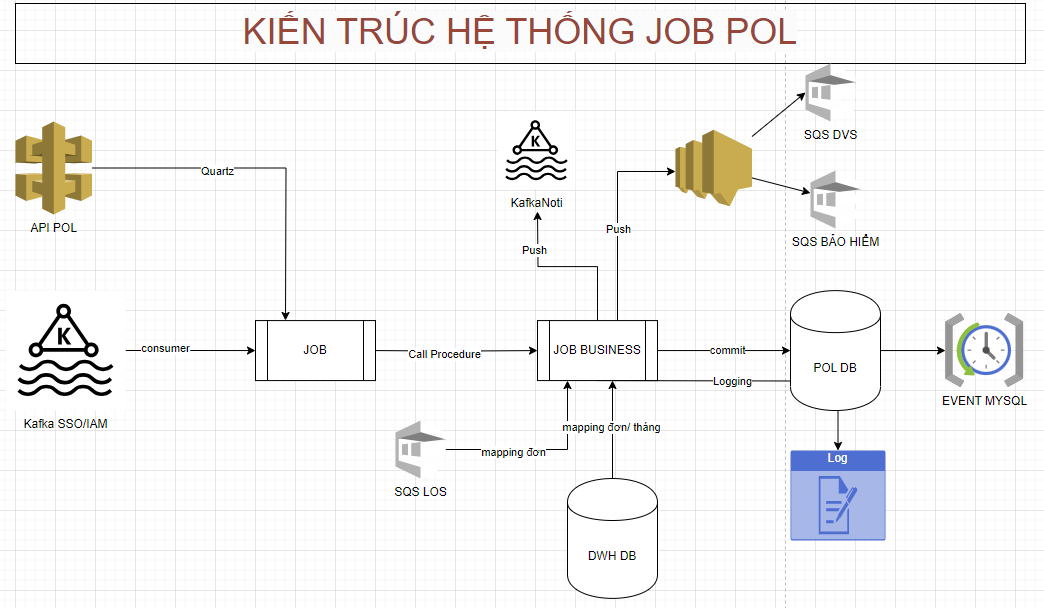 KIẾN TRÚC HỆ THỐNG JOB POL
SQS DVS
Quartz
API POL
KafkaNoti
Push
Push
SQS BẢO HIỂM
K
K
consumer
JOB
Call Procedure
JOB BUSINESS
commit
POL DB
Logging
EVENT MYSQL
Kafka SSO/IAM
mapping đơn/ tháng
mapping đơn
Log
SQS LOS
DWH DB